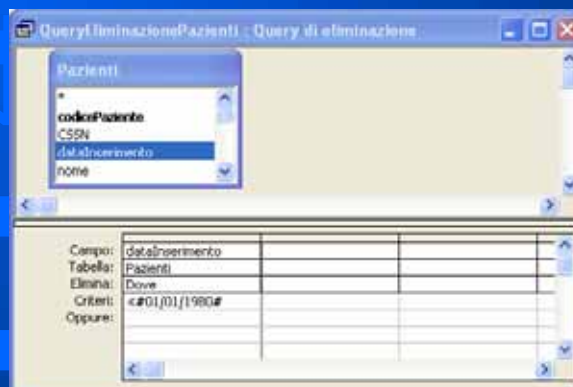 QueryEliminazionePazienti : Query di eliminazione
Pazienti
*
codicePaziente
CSSN
dataInserimento
nome
Campo: dataInserimento
Tabella: Pazienti
Elimina: Dove
Criteri: <#01/01/1980#
Oppure: